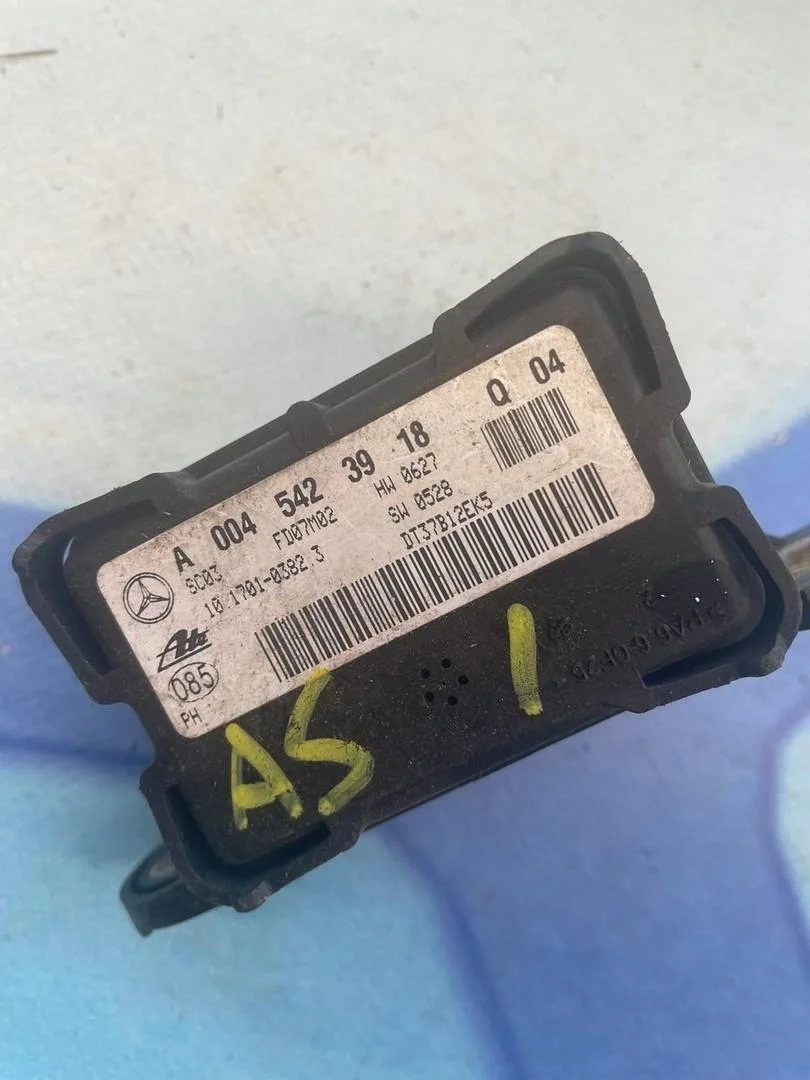 A 004 542 39 18 Q 04
SC03 FD07M02 HW 0627
10.1701-0382.3 SW 0528
DT37B12EK5
Ate
085
PH
AS 1